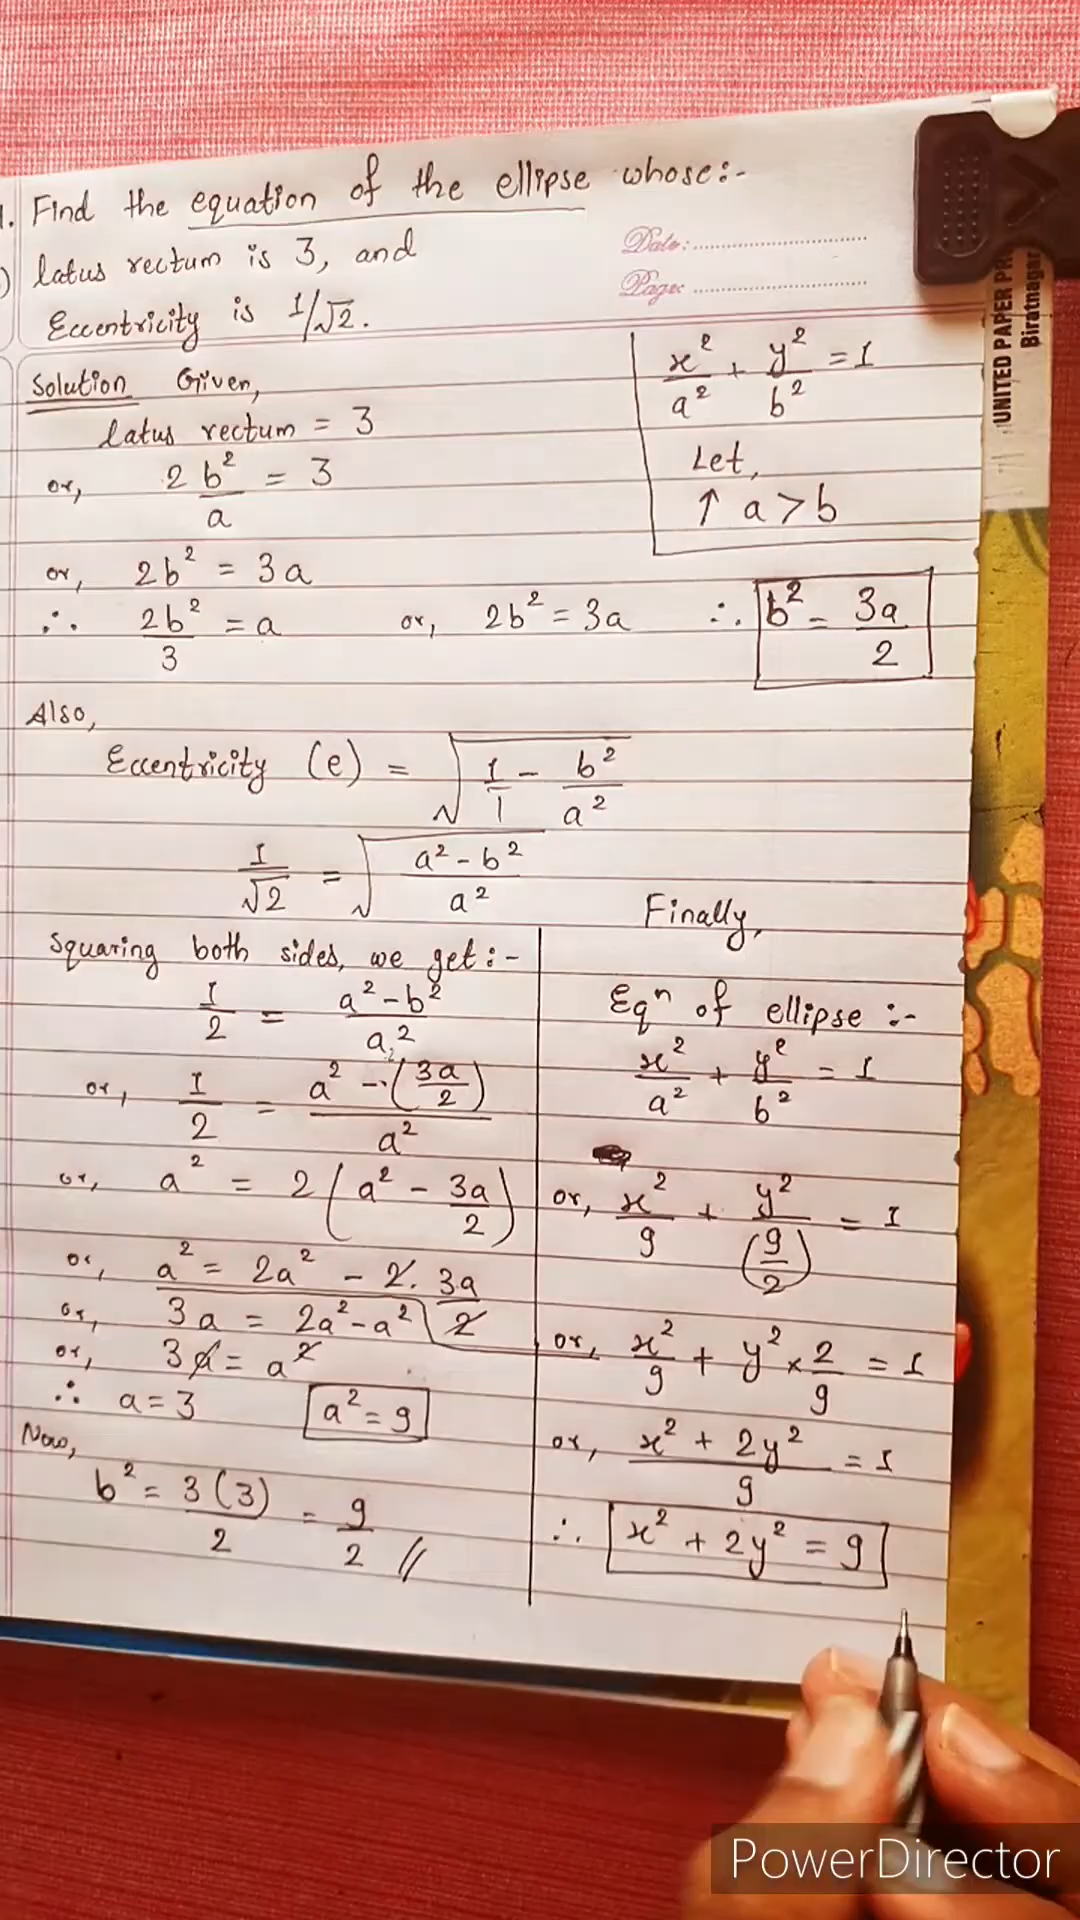 1. Find the equation of the ellipse whose:-
) latus rectum is 3, and
Eccentricity is 1/√2.
Date: ..............................
Page: ..............................
UNITED PAPER PR
Biratnagar
Solution Given,
latus rectum = 3
or, 2b²/a = 3
or, 2b² = 3a
∴ 2b²/3 = a or, 2b² = 3a ∴ b² = 3a/2
x²/a² + y²/b² = 1
Let,
↑ a > b
Also,
Eccentricity (e) = √(1/1 - b²/a²)
1/√2 = √((a² - b²)/a²)
Squaring both sides, we get:-
1/2 = (a² - b²)/a²
or, 1/2 = (a² - (3a/2))/a²
or, a² = 2(a² - 3a/2)
or, a² = 2a² - 2. 3a/2
or, 3a = 2a² - a²
or, 3a = a²
∴ a = 3 a² = 9
Now,
b² = 3(3)/2 = 9/2 //
Finally,
Eqⁿ of ellipse :-
x²/a² + y²/b² = 1
or, x²/9 + y²/(9/2) = 1
or, x²/9 + y² × 2/9 = 1
or, (x² + 2y²)/9 = 1
∴ x² + 2y² = 9
PowerDirector